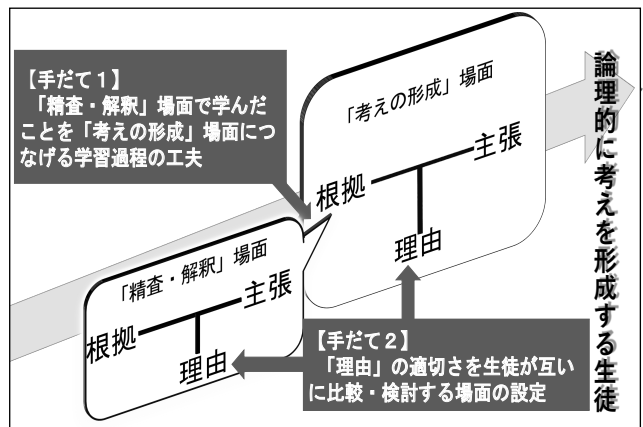 【手だて１】
「精査・解釈」場面で学んだ
ことを「考えの形成」場面につ
なげる学習過程の工夫
「考えの形成」場面
根拠
主張
理由
「精査・解釈」場面
根拠
主張
理由
【手だて２】
「理由」の適切さを生徒が互い
に比較・検討する場面の設定
論理的に考えを形成する生徒